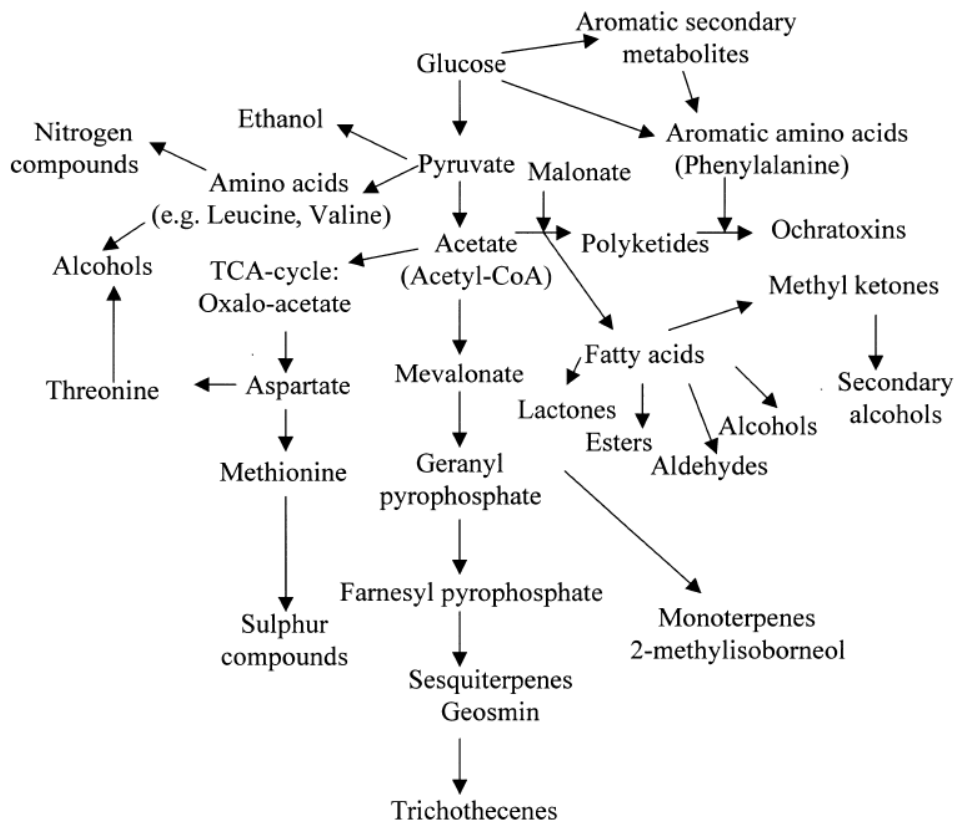 Aromatic secondary
metabolites
Glucose
Ethanol
Nitrogen
compounds
Aromatic amino acids
(Phenylalanine)
Pyruvate
Malonate
Amino acids
(e.g. Leucine, Valine)
Acetate
(Acetyl-CoA)
Polyketides
Ochratoxins
Alcohols
TCA-cycle:
Oxalo-acetate
Methyl ketones
Fatty acids
Threonine
Aspartate
Mevalonate
Secondary
alcohols
Lactones
Esters
Alcohols
Aldehydes
Methionine
Geranyl
pyrophosphate
Farnesyl pyrophosphate
Sulphur
compounds
Monoterpenes
2-methylisoborneol
Sesquiterpenes
Geosmin
Trichothecenes